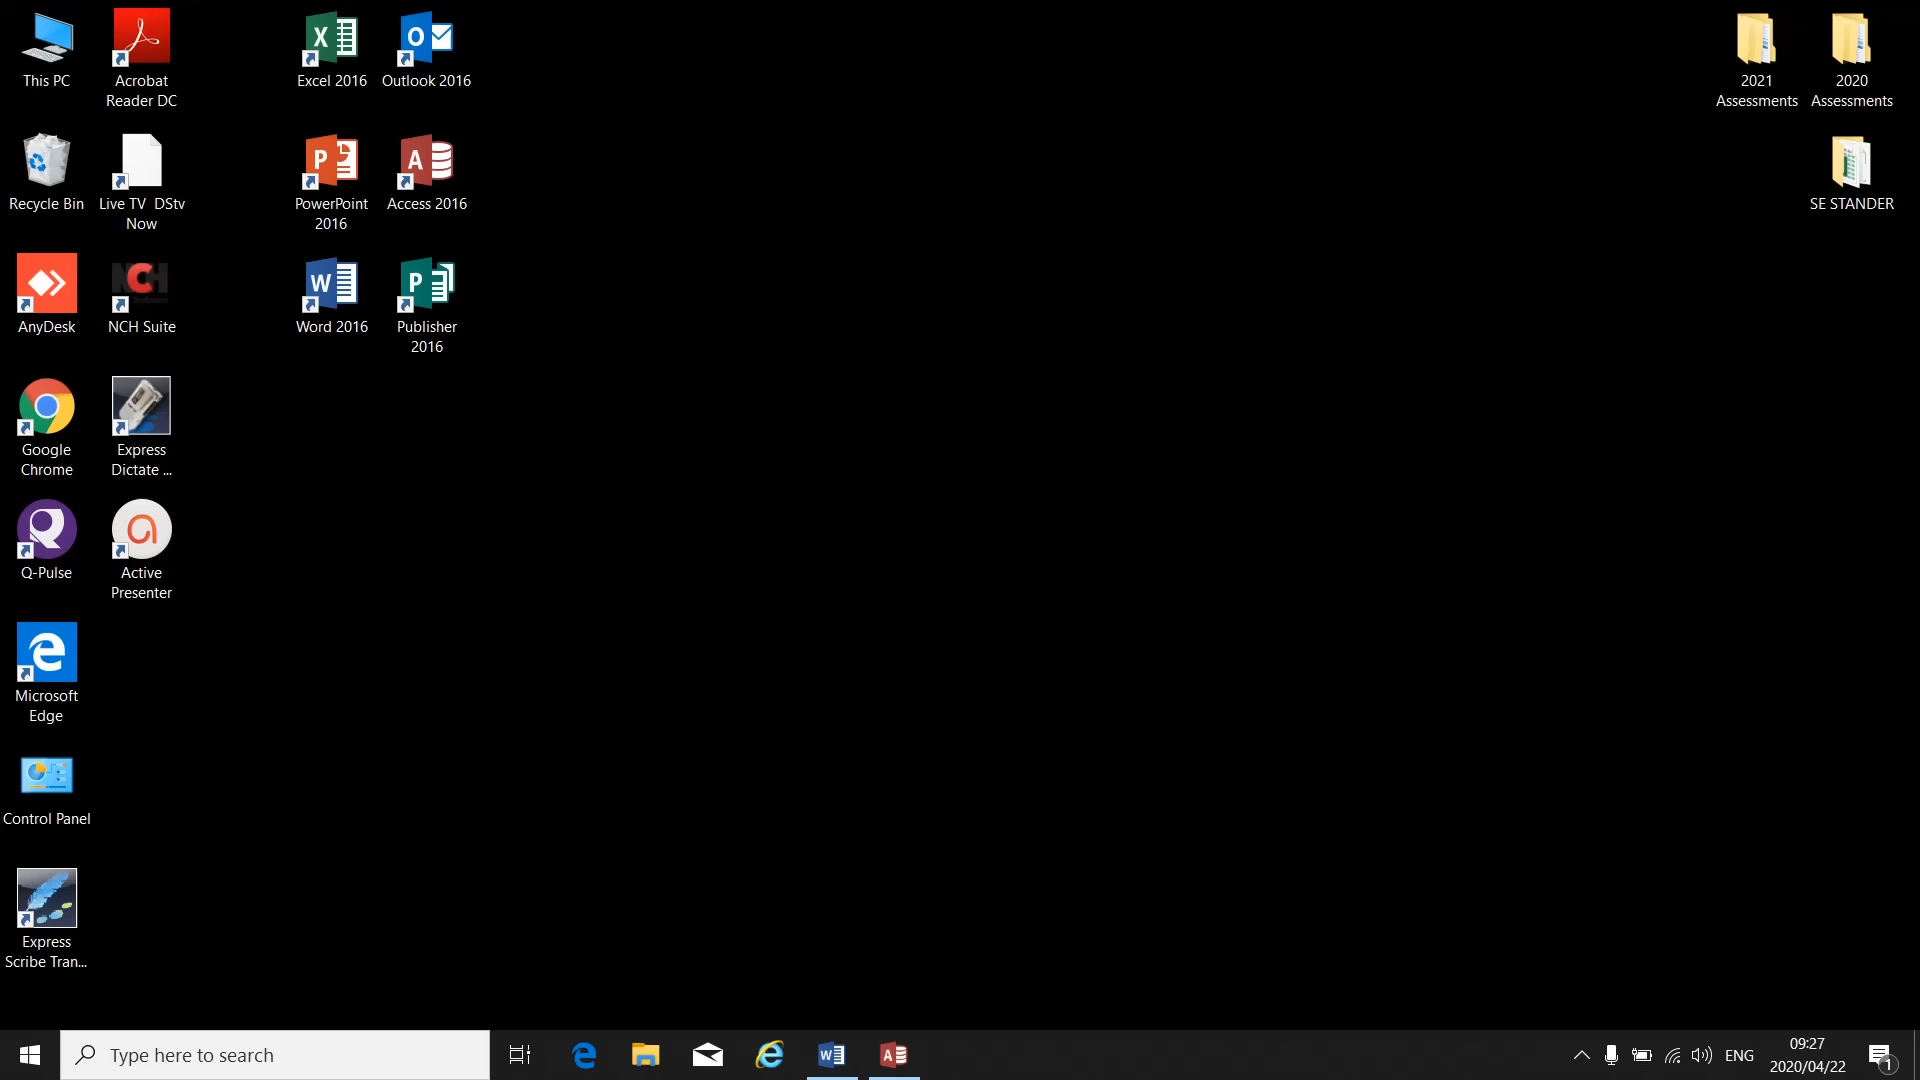 This PC
Acrobat
Reader DC
Excel 2016
Outlook 2016
2021
Assessments
2020
Assessments
Recycle Bin
Live TV  DStv
Now
PowerPoint
2016
Access 2016
SE STANDER
AnyDesk
NCH Suite
Word 2016
Publisher
2016
Google
Chrome
Express
Dictate ...
Q-Pulse
Active
Presenter
Microsoft
Edge
Control Panel
Express
Scribe Tran...
Type here to search
ENG
09:27
2020/04/22
1